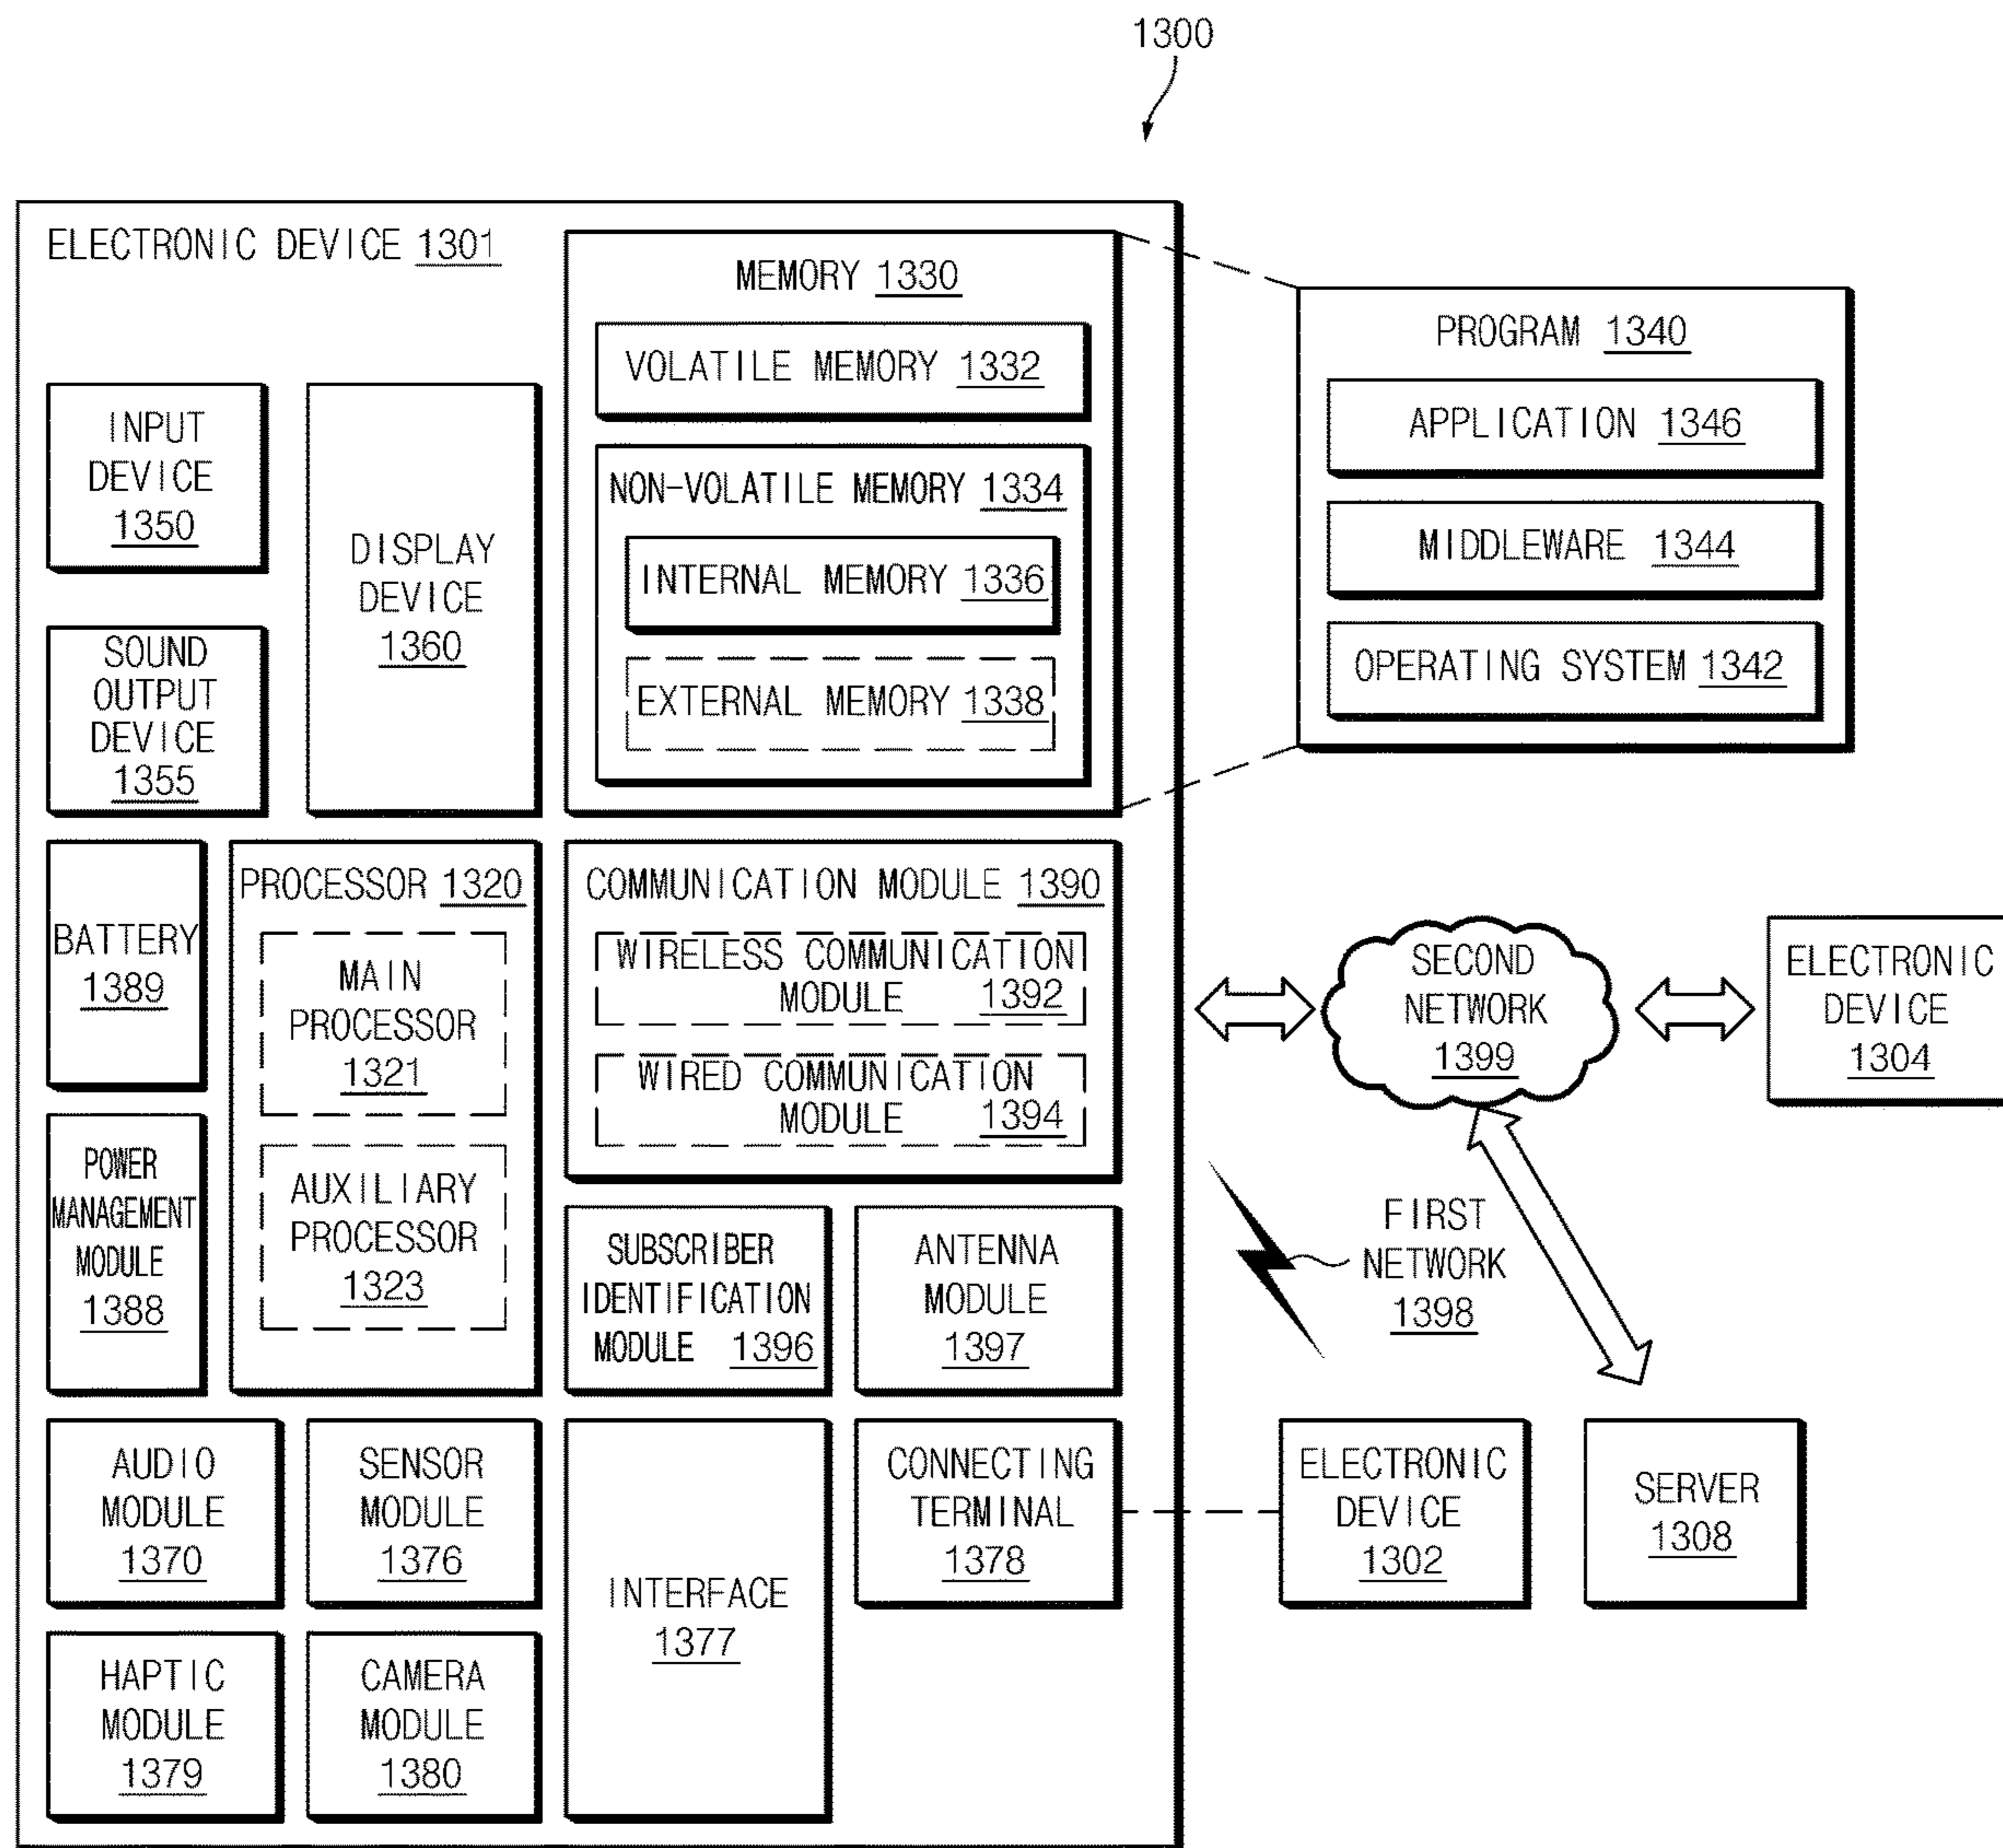 1300
ELECTRONIC DEVICE 1301
MEMORY 1330
VOLATILE MEMORY 1332
NON-VOLATILE MEMORY 1334
INTERNAL MEMORY 1336
EXTERNAL MEMORY 1338
PROGRAM 1340
APPLICATION 1346
MIDDLEWARE 1344
OPERATING SYSTEM 1342
INPUT
DEVICE
1350
SOUND
OUTPUT
DEVICE
1355
DISPLAY
DEVICE
1360
BATTERY
1389
POWER
MANAGEMENT
MODULE
1388
PROCESSOR 1320
MAIN
PROCESSOR
1321
AUXILIARY
PROCESSOR
1323
COMMUNICATION MODULE 1390
WIRELESS COMMUNICATION
MODULE 1392
WIRED COMMUNICATION
MODULE 1394
SUBSCRIBER
IDENTIFICATION
MODULE 1396
ANTENNA
MODULE
1397
SECOND
NETWORK
1399
ELECTRONIC
DEVICE
1304
FIRST
NETWORK
1398
AUDIO
MODULE
1370
SENSOR
MODULE
1376
INTERFACE
1377
CONNECTING
TERMINAL
1378
ELECTRONIC
DEVICE
1302
SERVER
1308
HAPTIC
MODULE
1379
CAMERA
MODULE
1380